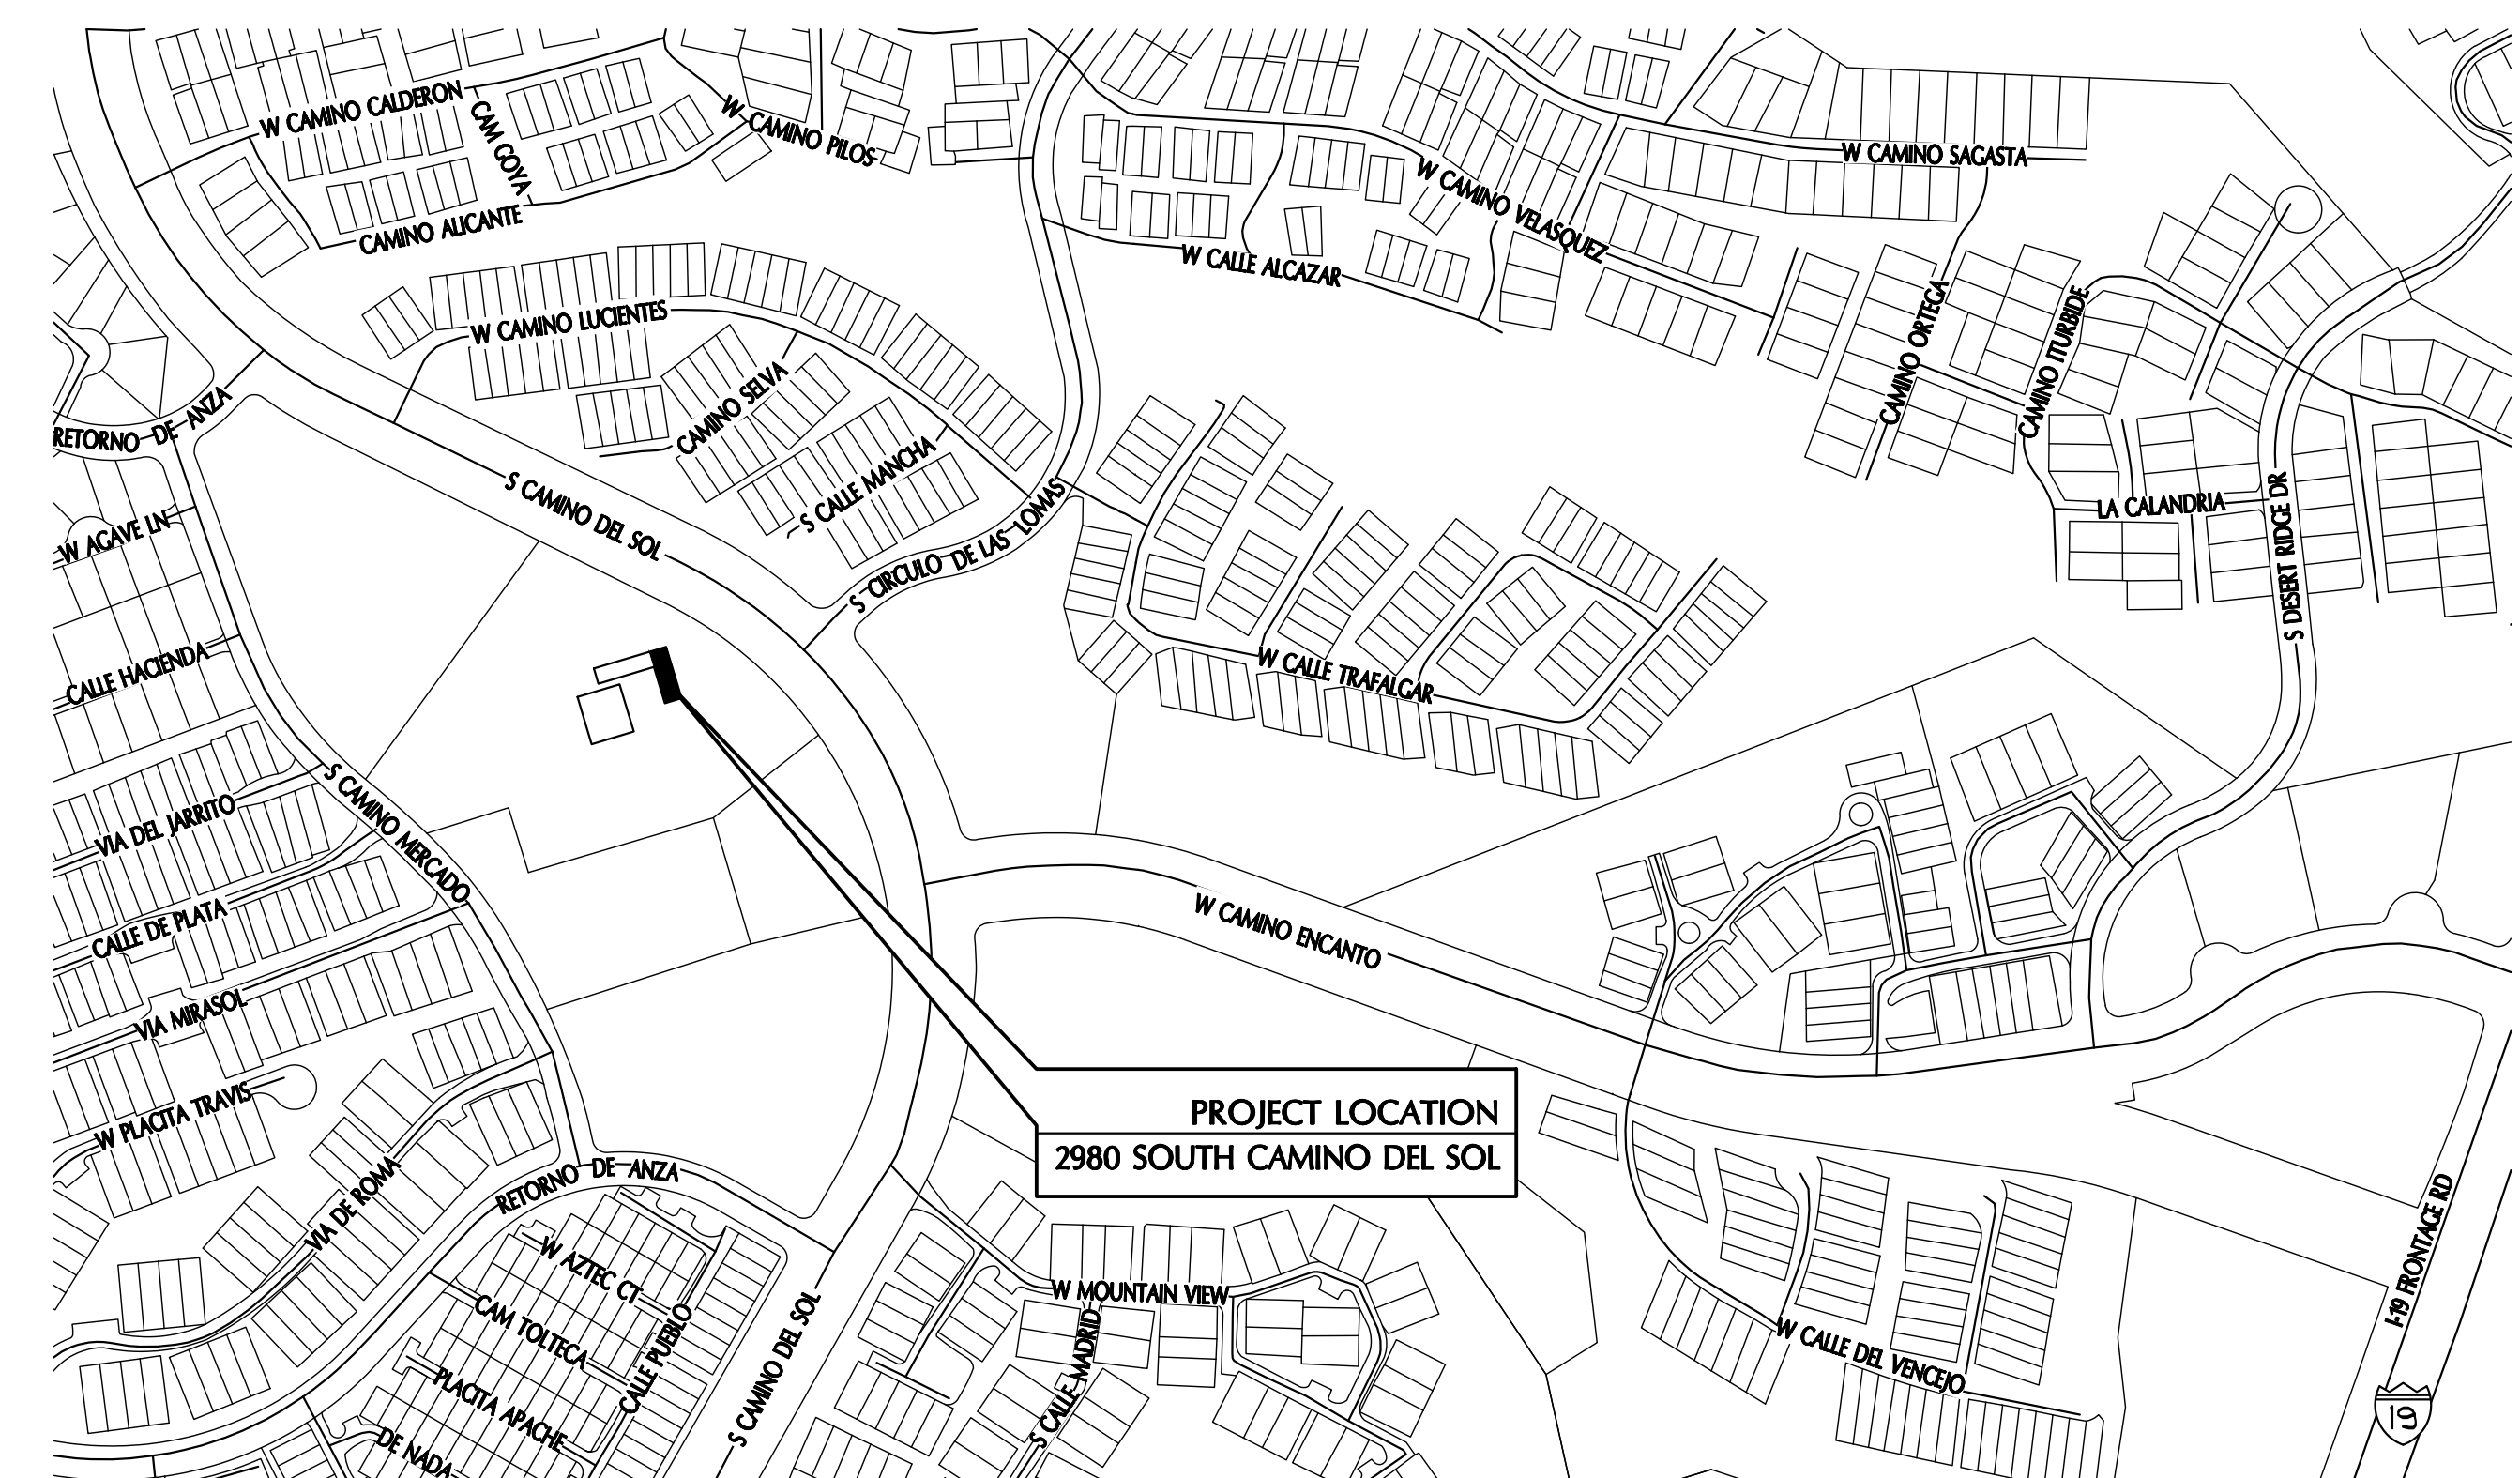 W CAMINO CALDERON
CAM GOYA
W CAMINO PILOS
CAMINO ALICANTE
W CAMINO SAGASTA
W CAMINO VELASQUEZ
W CALLE ALCAZAR
W CAMINO LUCIENTES
CAMINO ORTEGA
CAMINO ITURBIDE
CAMINO SELVA
RETORNO DE ANZA
S CALLE MANCHA
S CAMINO DEL SOL
W AGAVE LN
LA CALANDRIA
S CIRCULO DE LAS LOMAS
S DESERT RIDGE DR
CALLE HACIENDA
W CALLE TRAFALGAR
VIA DEL JARRITO
S CAMINO MERCADO
CALLE DE PLATA
W CAMINO ENCANTO
VIA MIRASOL
W PLACITA TRAVIS
PROJECT LOCATION
2980 SOUTH CAMINO DEL SOL
VIA DE ROMA
RETORNO DE ANZA
I-19 FRONTAGE RD
W AZTEC CT
W MOUNTAIN VIEW
CAM TOLTECA
CALLE PUEBLO
S CAMINO DEL SOL
S CALLE MADRID
W CALLE DEL VENCEJO
PLACITA APACHE
DE NADA
19